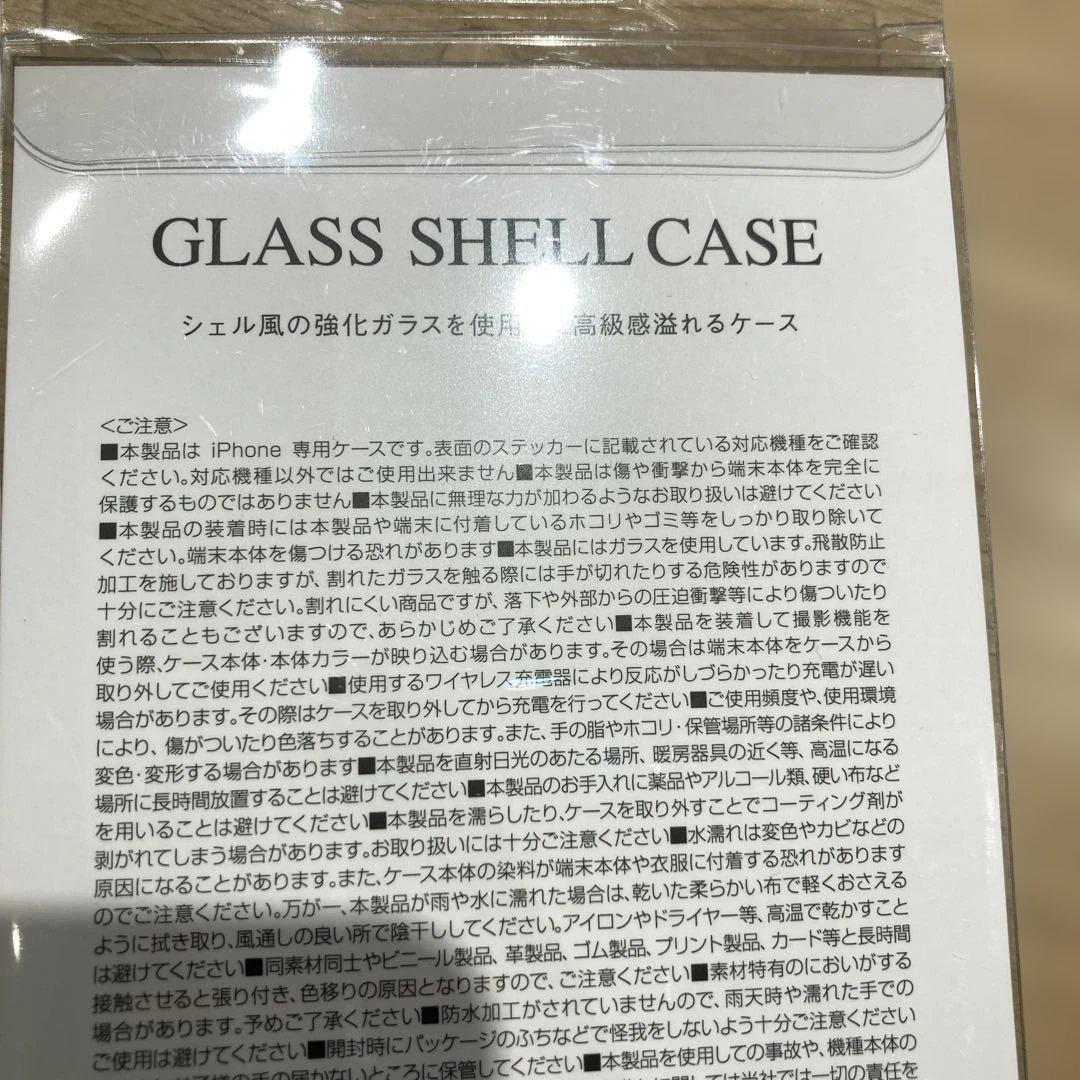 GLASS SHELL CASE
シェル風の強化ガラスを使用 高級感溢れるケース
<ご注意>
■本製品は iPhone 専用ケースです。表面のステッカーに記載されている対応機種をご確認
ください。対応機種以外ではご使用出来ません■本製品は傷や衝撃から端末本体を完全に
保護するものではありません■本製品に無理な力が加わるようなお取り扱いは避けてください
■本製品の装着時には本製品や端末に付着しているホコリやゴミ等をしっかり取り除いて
ください。端末本体を傷つける恐れがあります■本製品にはガラスを使用しています。飛散防止
加工を施しておりますが、割れたガラスを触る際には手が切れたりする危険性がありますので
十分にご注意ください。割れにくい商品ですが、落下や外部からの圧迫衝撃等により傷ついたり
割れることもございますので、あらかじめご了承ください■本製品を装着して撮影機能を
使う際、ケース本体·本体カラーが映り込む場合があります。その場合は端末本体をケースから
取り外してご使用ください■使用するワイヤレス充電器により反応がしづらかったり充電が遅い
場合があります。その際はケースを取り外してから充電を行ってください■ご使用頻度や、使用環境
により、傷がついたり色落ちすることがあります。また、手の脂やホコリ·保管場所等の諸条件により
変色·変形する場合があります■本製品を直射日光のあたる場所、暖房器具の近く等、高温になる
場所に長時間放置することは避けてください■本製品のお手入れに薬品やアルコール類、硬い布など
を用いることは避けてください■本製品を濡らしたり、ケースを取り外すことでコーティング剤が
剥がれてしまう場合があります。お取り扱いには十分ご注意ください■水濡れは変色やカビなどの
原因になることがあります。また、ケース本体の染料が端末本体や衣服に付着する恐れがあります
のでご注意ください。万が一、本製品が雨や水に濡れた場合は、乾いた柔らかい布で軽くおさえる
ように拭き取り、風通しの良い所で陰干ししてください。アイロンやドライヤー等、高温で乾かすこと
は避けてください■同素材同士やビニール製品、革製品、ゴム製品、プリント製品、カード等と長時間
接触させると張り付き、色移りの原因となりますので、ご注意ください■素材特有のにおいがする
場合があります。予めご了承ください■防水加工がされていませんので、雨天時や濡れた手での
ご使用は避けてください■開封時にパッケージのふちなどで怪我をしないよう十分ご注意ください
の手の届かないところに保管してください■本製品を使用しての事故や、機種本体の
しては当社では一切の責任を